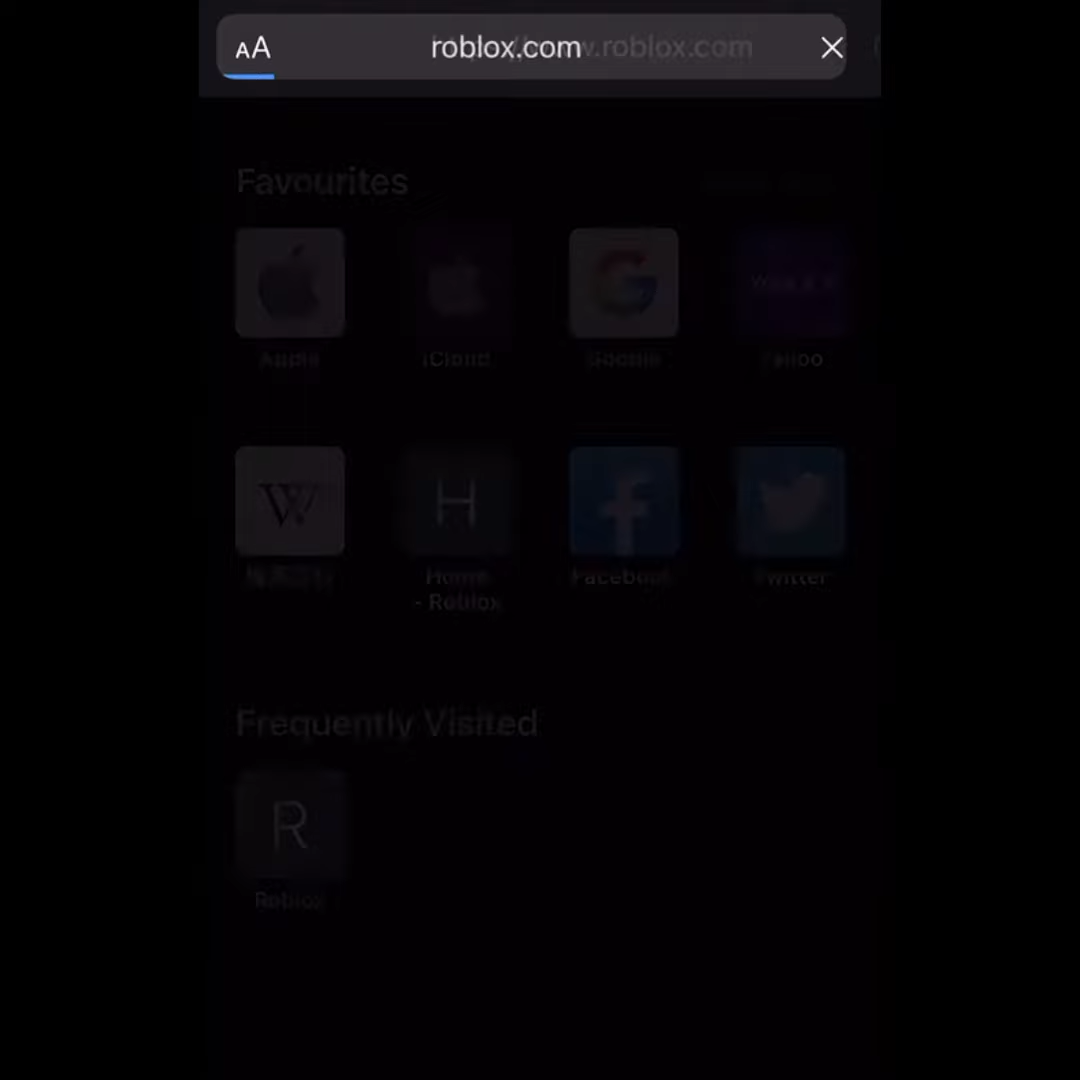 AA roblox.com
Favourites
Apple iCloud Google Yahoo
W H f
Home Facebook Twitter
- Roblox
Frequently Visited
R
Roblox